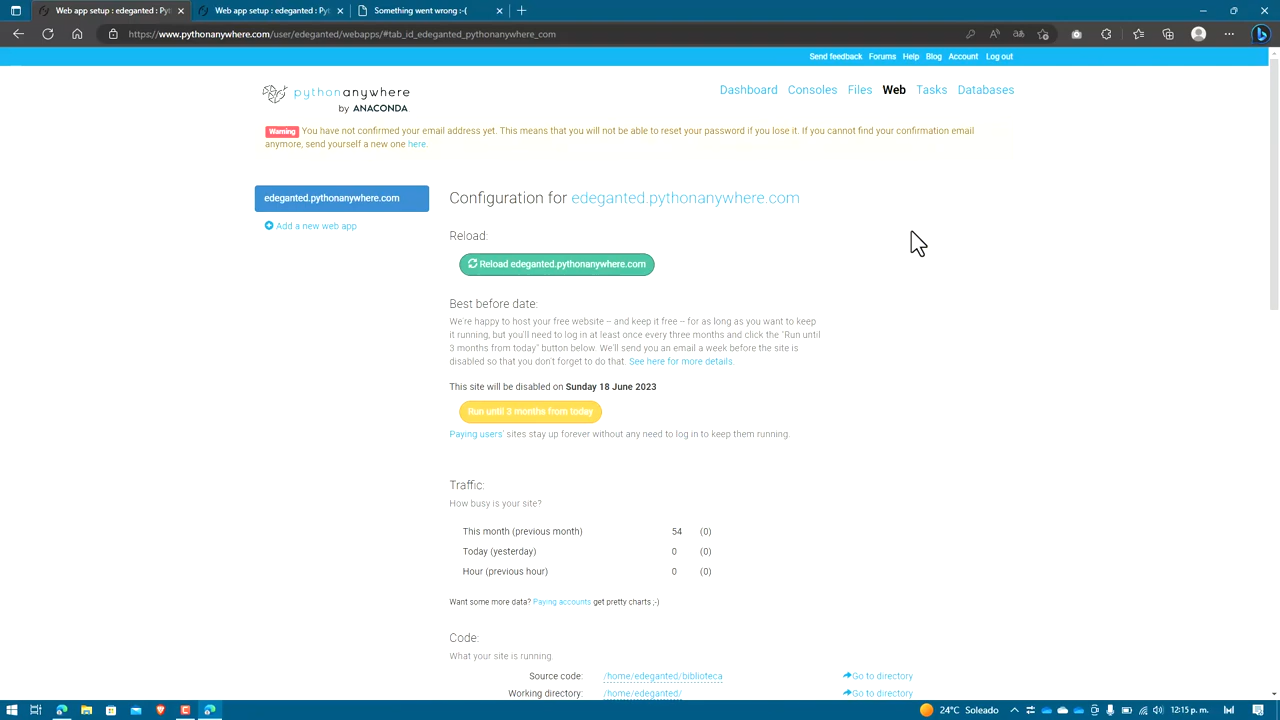 Web app setup : edeganted : Pytl
Web app setup : edeganted : Pytl
Something went wrong :-(
https://www.pythonanywhere.com/user/edeganted/webapps/#tab_id_edeganted_pythonanywhere_com
Send feedback Forums Help Blog Account Log out
pythonanywhere
by ANACONDA
Dashboard Consoles Files Web Tasks Databases
Warning You have not confirmed your email address yet. This means that you will not be able to reset your password if you lose it. If you cannot find your confirmation email
anymore, send yourself a new one here.
edeganted.pythonanywhere.com
Add a new web app
Configuration for edeganted.pythonanywhere.com
Reload:
Reload edeganted.pythonanywhere.com
Best before date:
We're happy to host your free website -- and keep it free -- for as long as you want to keep
it running, but you'll need to log in at least once every three months and click the "Run until
3 months from today" button below. We'll send you an email a week before the site is
disabled so that you don't forget to do that. See here for more details.
This site will be disabled on Sunday 18 June 2023
Run until 3 months from today
Paying users' sites stay up forever without any need to log in to keep them running.
Traffic:
How busy is your site?
This month (previous month) 54 (0)
Today (yesterday) 0 (0)
Hour (previous hour) 0 (0)
Want some more data? Paying accounts get pretty charts ;-)
Code:
What your site is running.
Source code: /home/edeganted/biblioteca Go to directory
Working directory: /home/edeganted/ Go to directory
24°C Soleado 12:15 p. m.